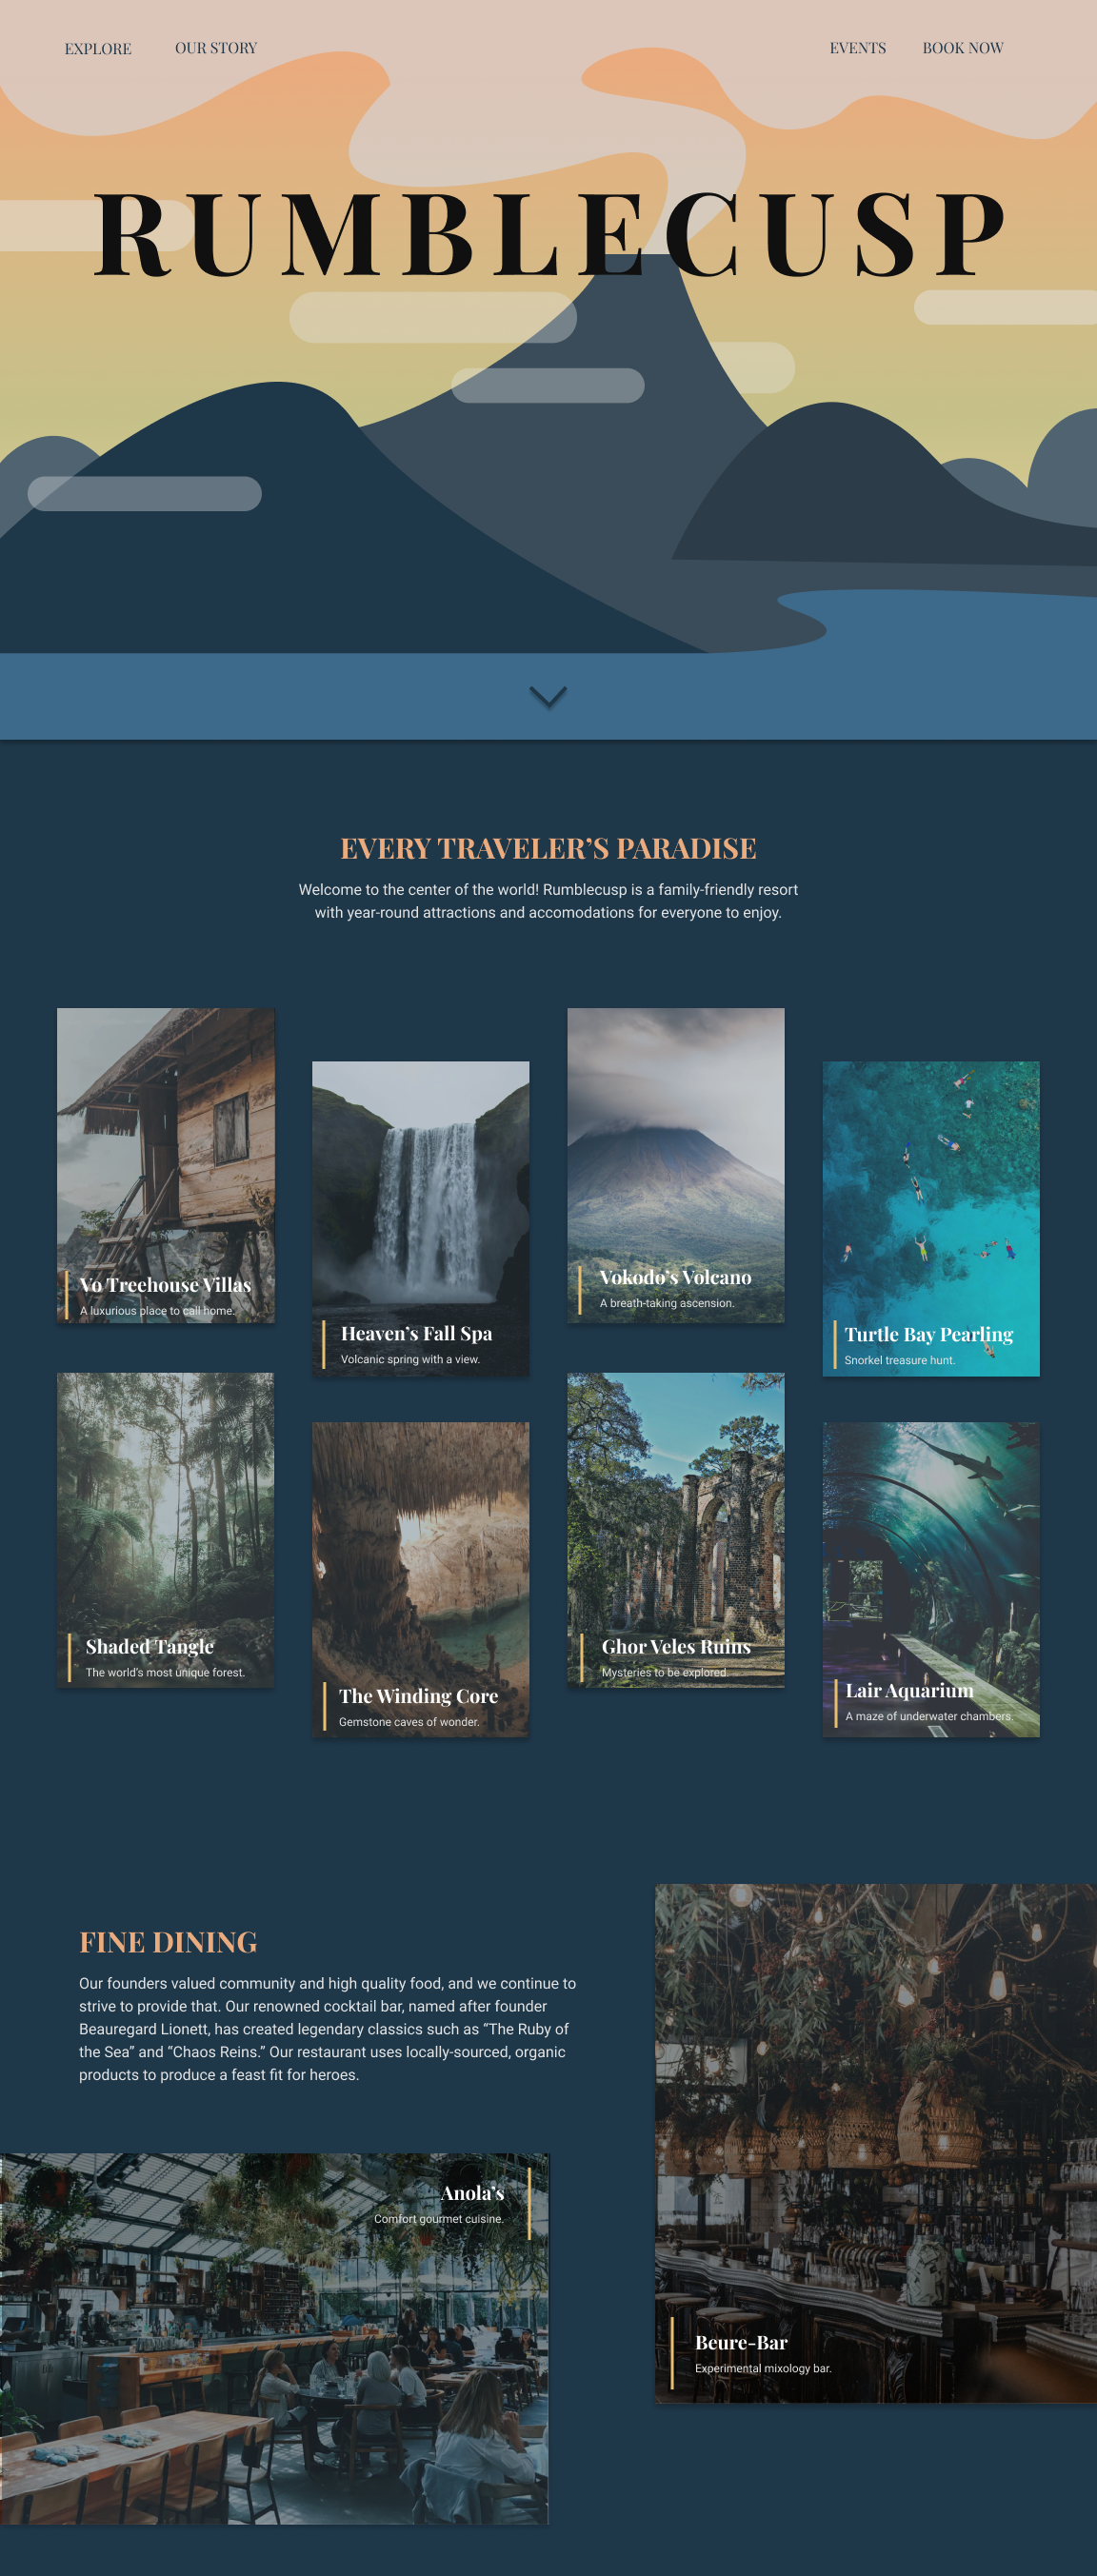 EXPLORE
OUR STORY
EVENTS
BOOK NOW
RUMBLECUSP
EVERY TRAVELER’S PARADISE
Welcome to the center of the world! Rumblecusp is a family-friendly resort
with year-round attractions and accomodations for everyone to enjoy.
Vo Treehouse Villas
A luxurious place to call home.
Heaven’s Fall Spa
Volcanic spring with a view.
Vokodo’s Volcano
A breath-taking ascension.
Turtle Bay Pearling
Snorkel treasure hunt.
Shaded Tangle
The world’s most unique forest.
The Winding Core
Gemstone caves of wonder.
Ghor Veles Ruins
Mysteries to be explored.
Lair Aquarium
A maze of underwater chambers.
FINE DINING
Our founders valued community and high quality food, and we continue to
strive to provide that. Our renowned cocktail bar, named after founder
Beauregard Lionett, has created legendary classics such as “The Ruby of
the Sea” and “Chaos Reins.” Our restaurant uses locally-sourced, organic
products to produce a feast fit for heroes.
Anola’s
Comfort gourmet cuisine.
Beure-Bar
Experimental mixology bar.